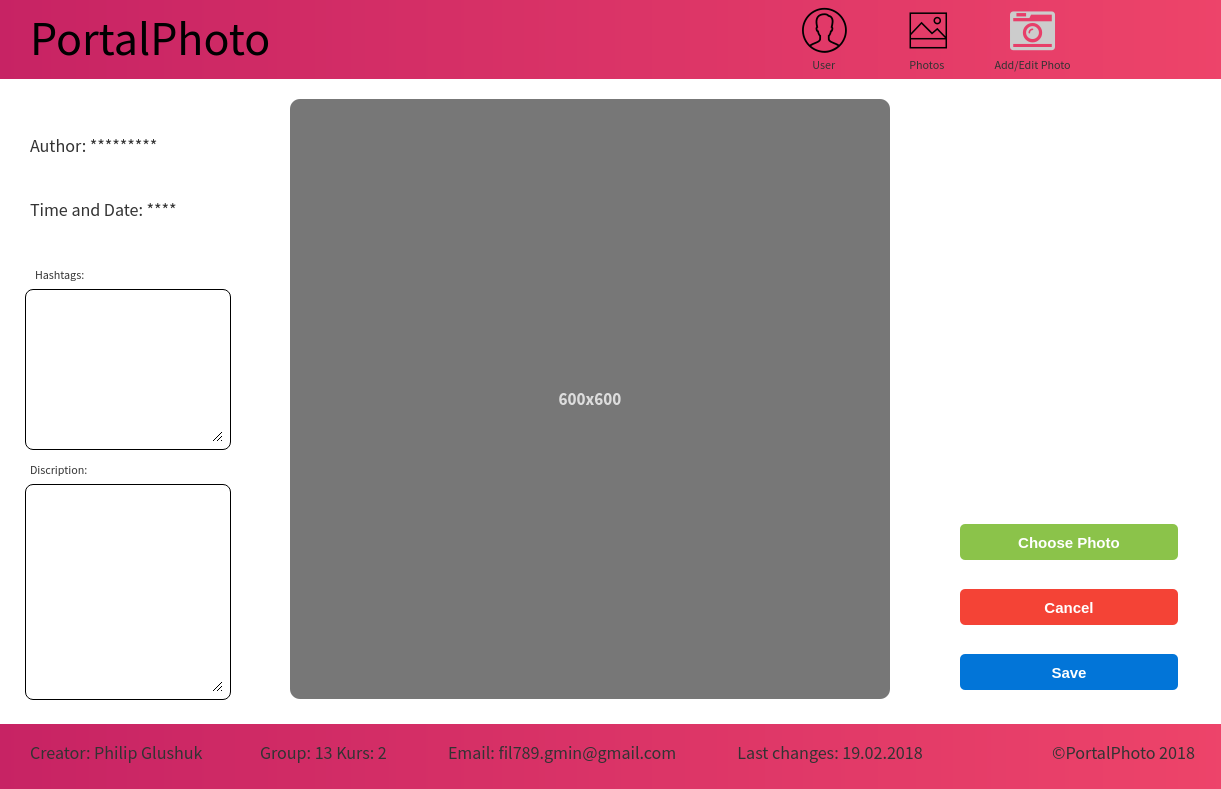 PortalPhoto
User
Photos
Add/Edit Photo
Author: *********
Time and Date: ****
Hashtags:
Discription:
600x600
Choose Photo
Cancel
Save
Creator: Philip Glushuk
Group: 13 Kurs: 2
Email: fil789.gmin@gmail.com
Last changes: 19.02.2018
©PortalPhoto 2018